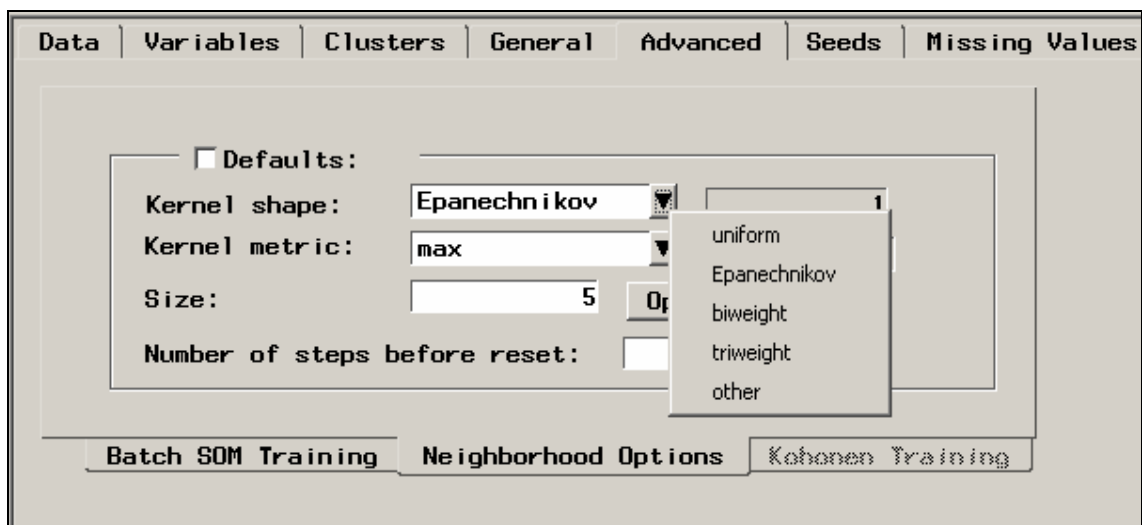 Data Variables Clusters General Advanced Seeds Missing Values
Defaults:
Kernel shape: Epanechnikov 1
uniform
Kernel metric: max
Epanechnikov
Size: 5
biweight
Number of steps before reset:
triweight
other
Batch SOM Training Neighborhood Options Kohonen Training